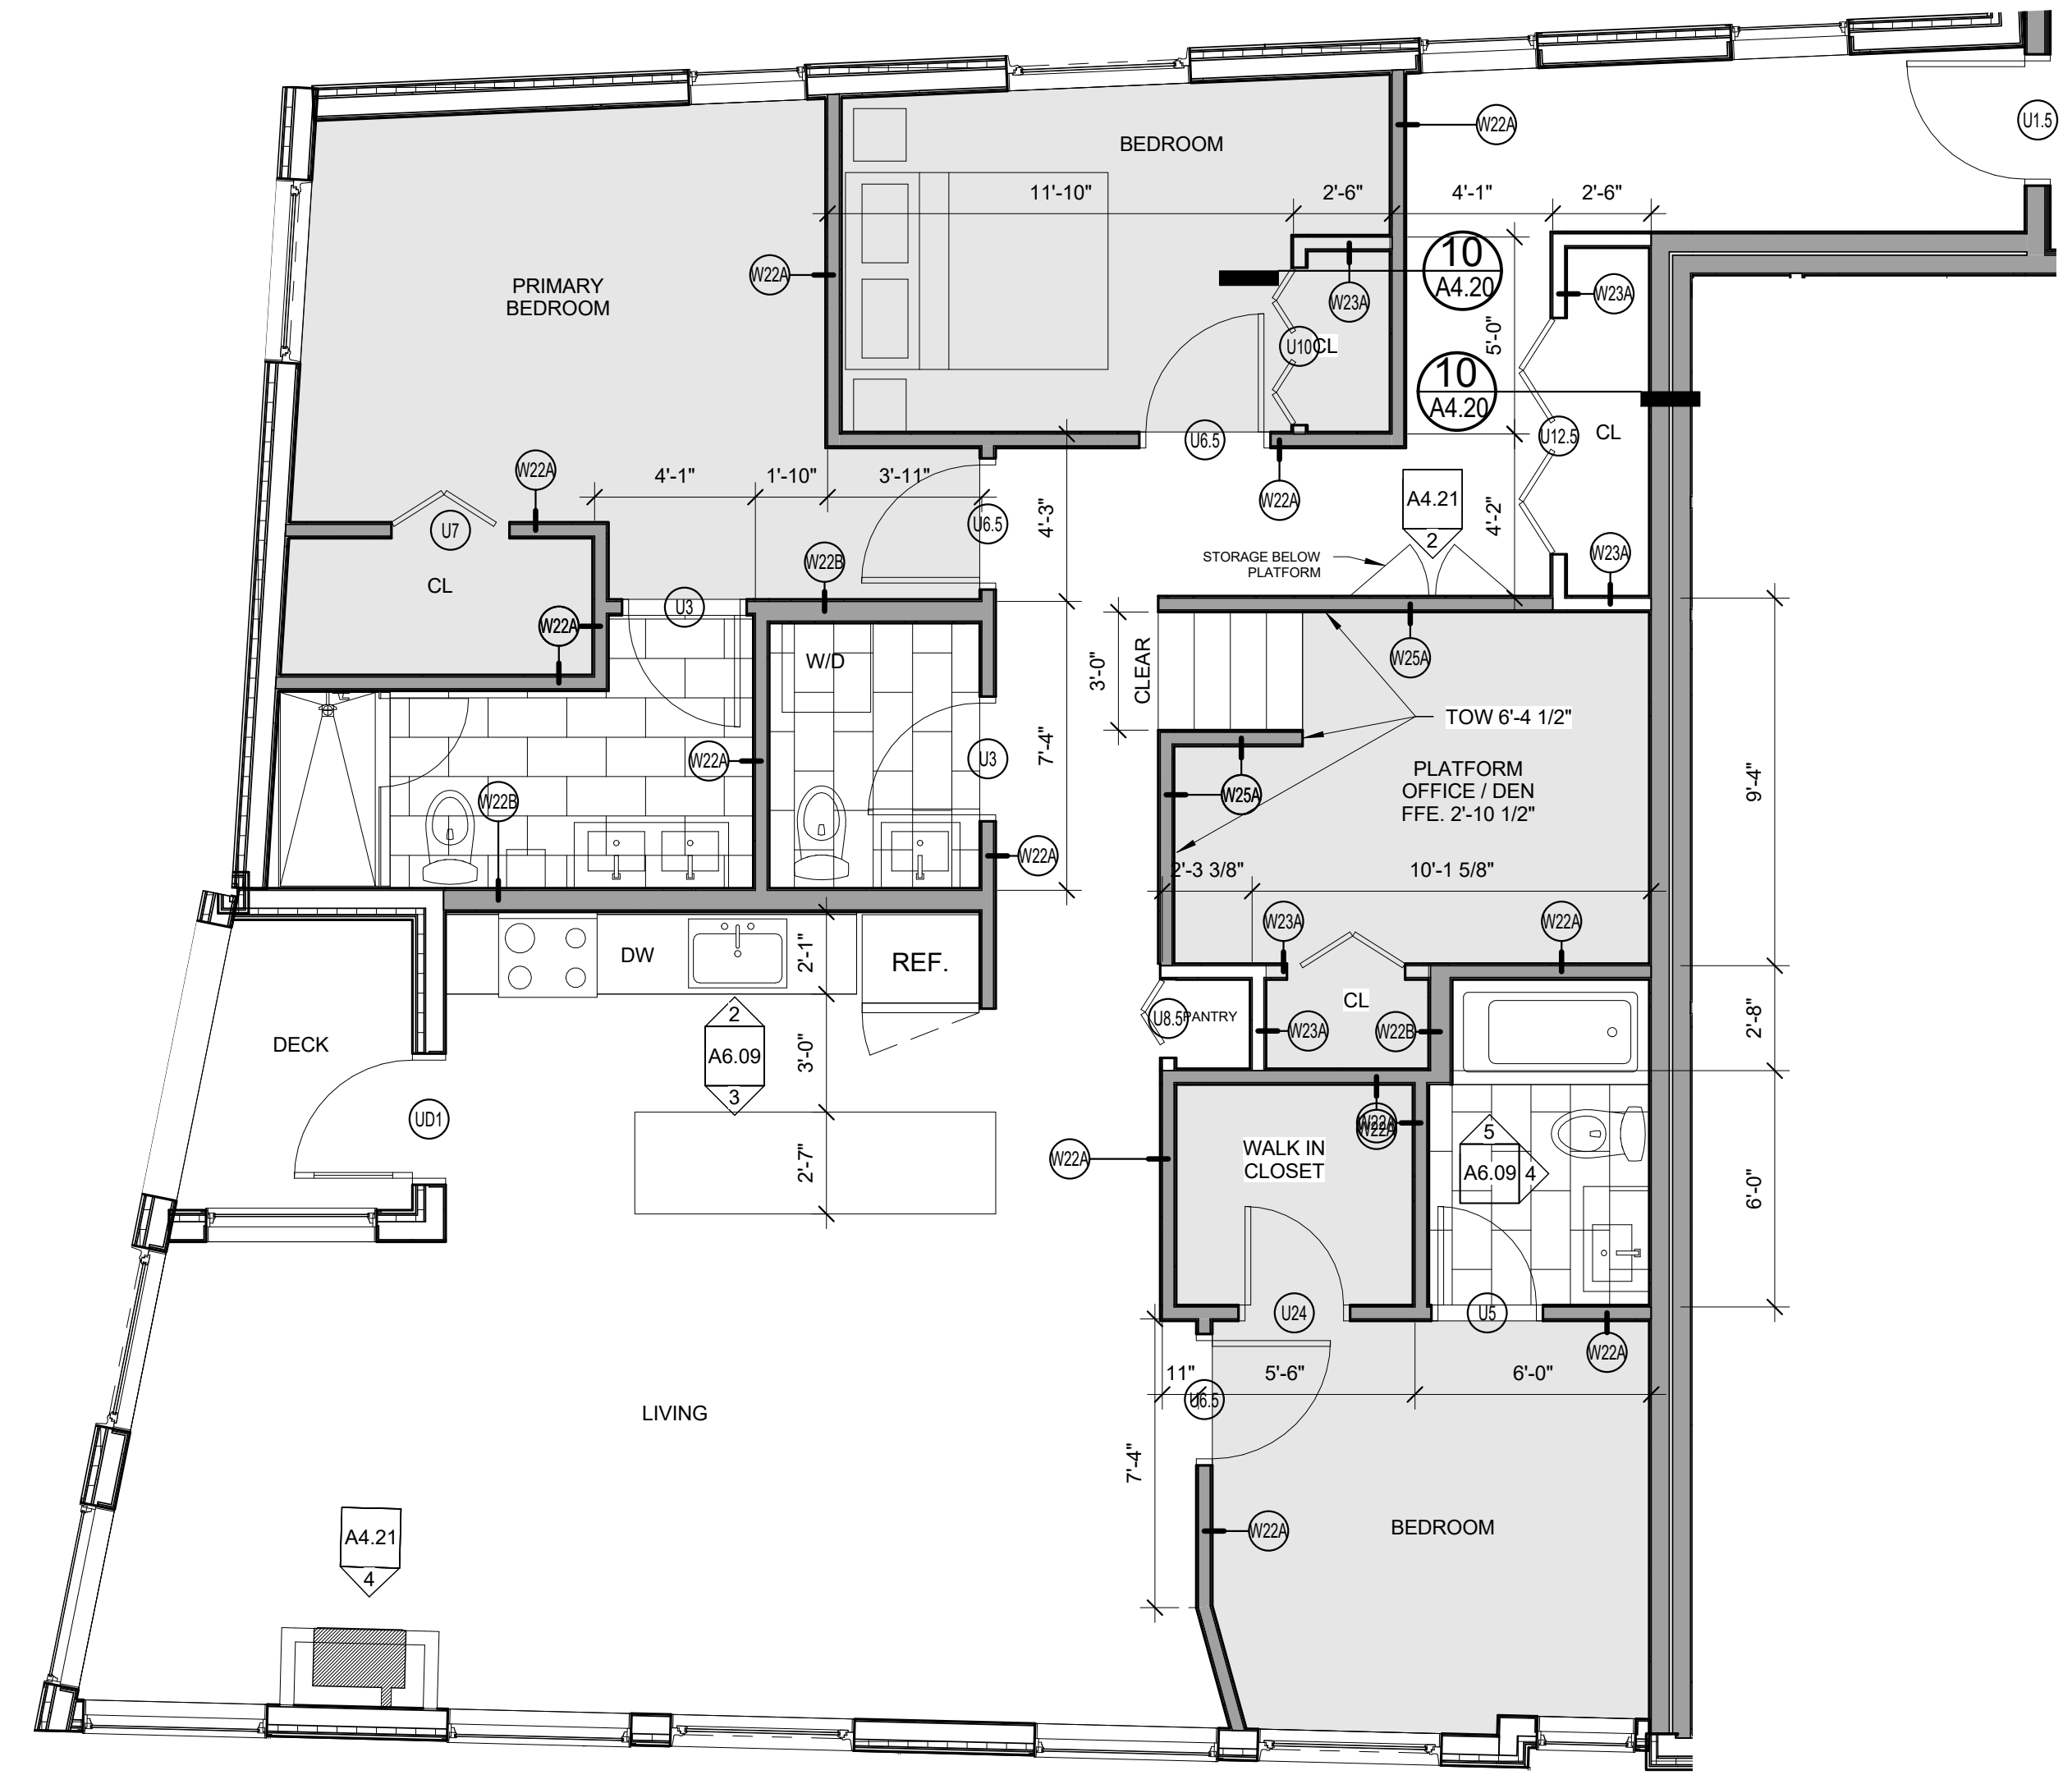 U1.5
W22A
BEDROOM
11'-10"
2'-6"
4'-1"
2'-6"
10
A4.20
W22A
PRIMARY
BEDROOM
W23A
W23A
5'-0"
U10
CL
10
A4.20
U12.5
CL
U6.5
W22A
4'-1"
1'-10"
3'-11"
W22A
A4.21
2
U7
U6.5
4'-3"
4'-2"
STORAGE BELOW
PLATFORM
W23A
W22B
CL
U3
W22A
W/D
CLEAR
3'-0"
W25A
TOW 6'-4 1/2"
W22A
U3
7'-4"
PLATFORM
OFFICE / DEN
FFE. 2'-10 1/2"
W25A
9'-4"
W22B
W22A
2'-3 3/8"
10'-1 5/8"
W23A
W22A
DW
2'-1"
REF.
CL
U8.5
PANTRY
W23A
W22B
2'-8"
DECK
2
A6.09
3
3'-0"
UD1
W22A
W22A
5
A6.09
4
WALK IN
CLOSET
W22A
2'-7"
6'-0"
U24
U5
W22A
11"
5'-6"
6'-0"
U6.5
LIVING
7'-4"
W22A
BEDROOM
A4.21
4